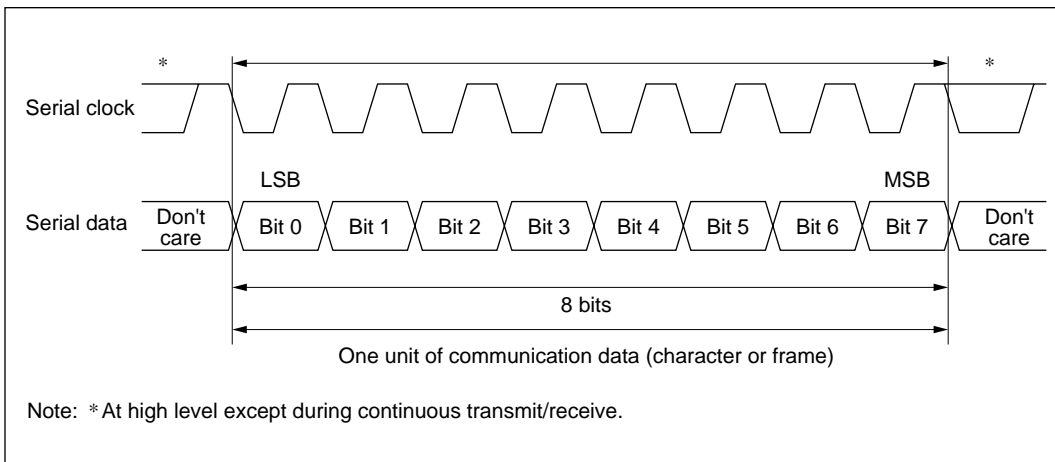 * *
Serial clock
LSB MSB
Serial data Don't care Bit 0 Bit 1 Bit 2 Bit 3 Bit 4 Bit 5 Bit 6 Bit 7 Don't care
8 bits
One unit of communication data (character or frame)
Note: * At high level except during continuous transmit/receive.